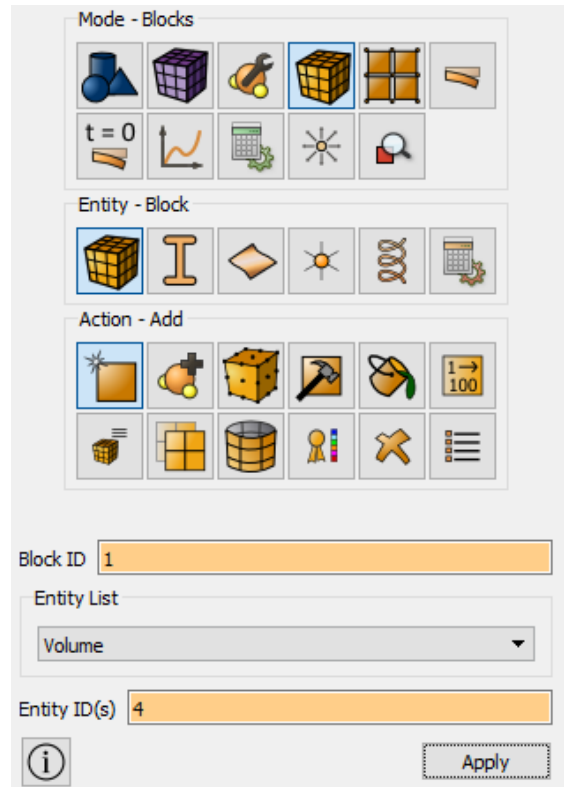 Mode - Blocks
t = 0
Entity - Block
Action - Add
1→
100
Block ID 1
Entity List
Volume
Entity ID(s) 4
i
Apply